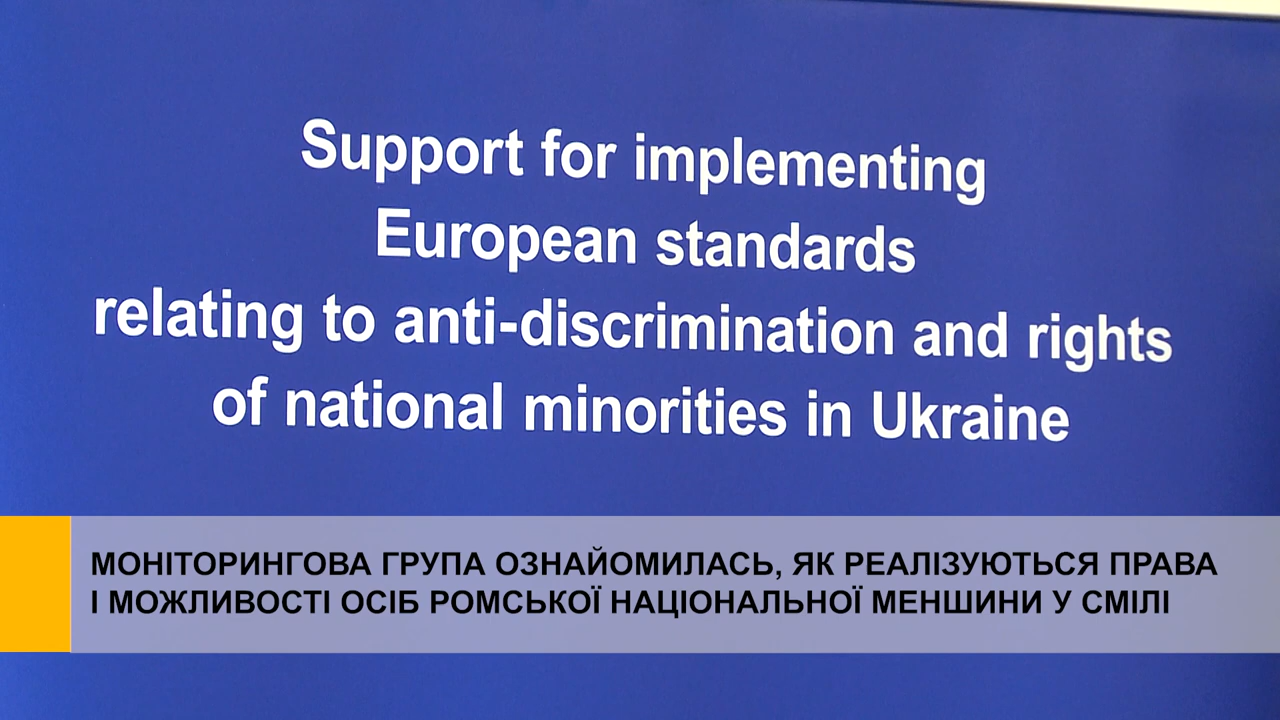 Support for implementing
European standards
relating to anti-discrimination and rights
of national minorities in Ukraine
МОНІТОРИНГОВА ГРУПА ОЗНАЙОМИЛАСЬ, ЯК РЕАЛІЗУЮТЬСЯ ПРАВА
І МОЖЛИВОСТІ ОСІБ РОМСЬКОЇ НАЦІОНАЛЬНОЇ МЕНШИНИ У СМІЛІ